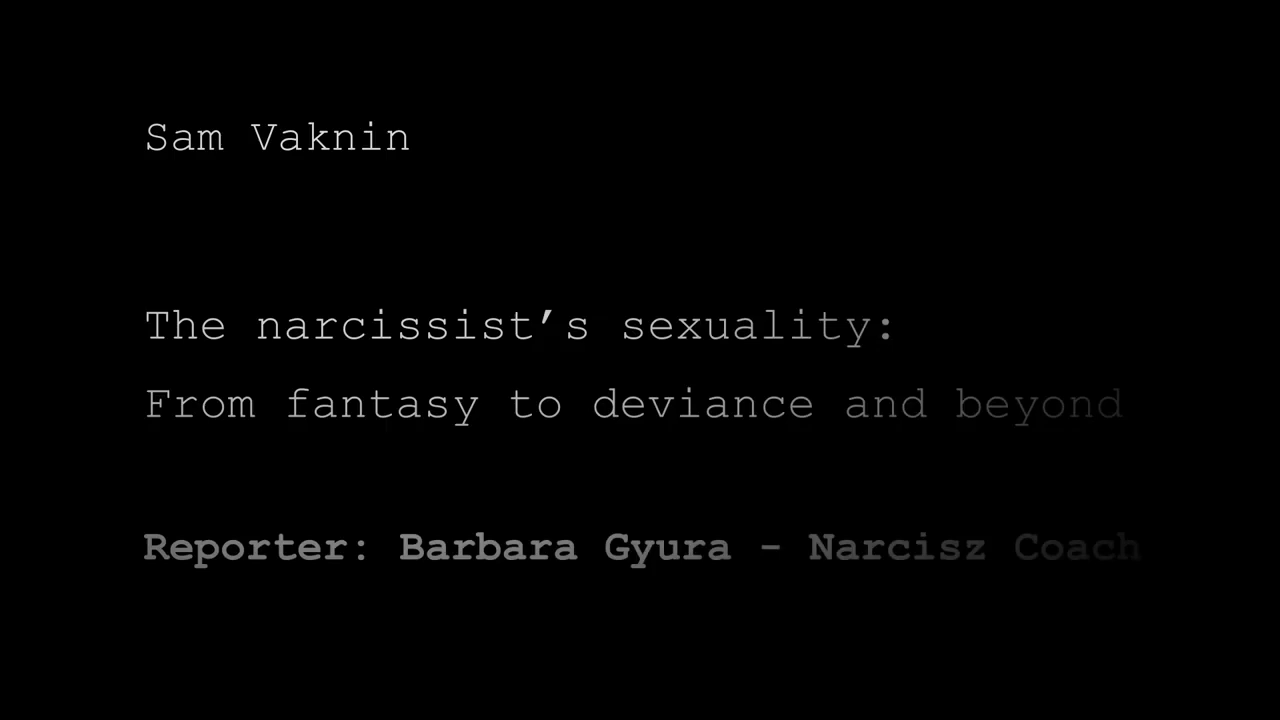 Sam Vaknin
The narcissist’s sexuality:
From fantasy to deviance and beyond
Reporter: Barbara Gyura - Narcisz Coach